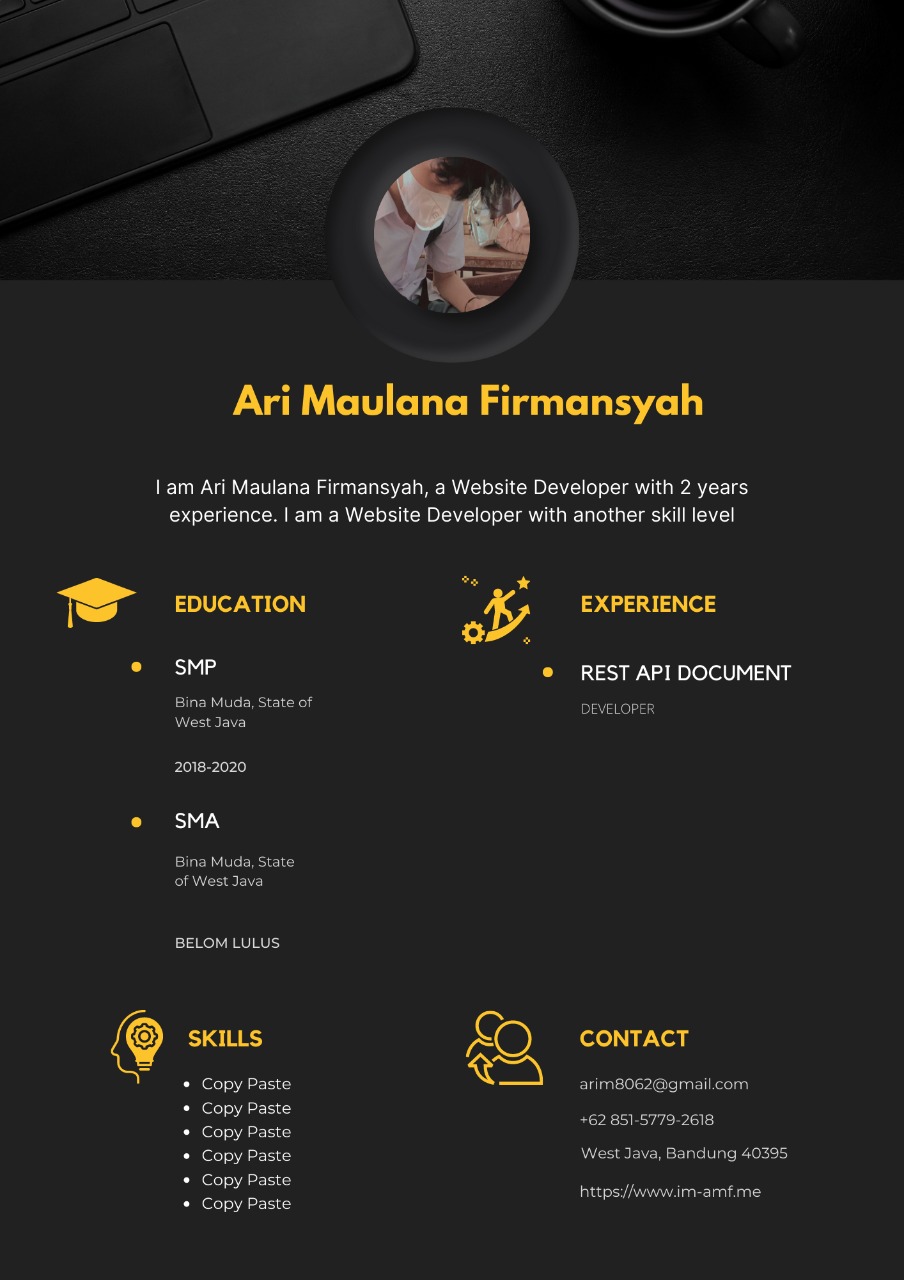 Ari Maulana Firmansyah
I am Ari Maulana Firmansyah, a Website Developer with 2 years
experience. I am a Website Developer with another skill level
EDUCATION
SMP
Bina Muda, State of
West Java
2018-2020
SMA
Bina Muda, State
of West Java
BELOM LULUS
EXPERIENCE
REST API DOCUMENT
DEVELOPER
SKILLS
Copy Paste
Copy Paste
Copy Paste
Copy Paste
Copy Paste
Copy Paste
CONTACT
arim8062@gmail.com
+62 851-5779-2618
West Java, Bandung 40395
https://www.im-amf.me